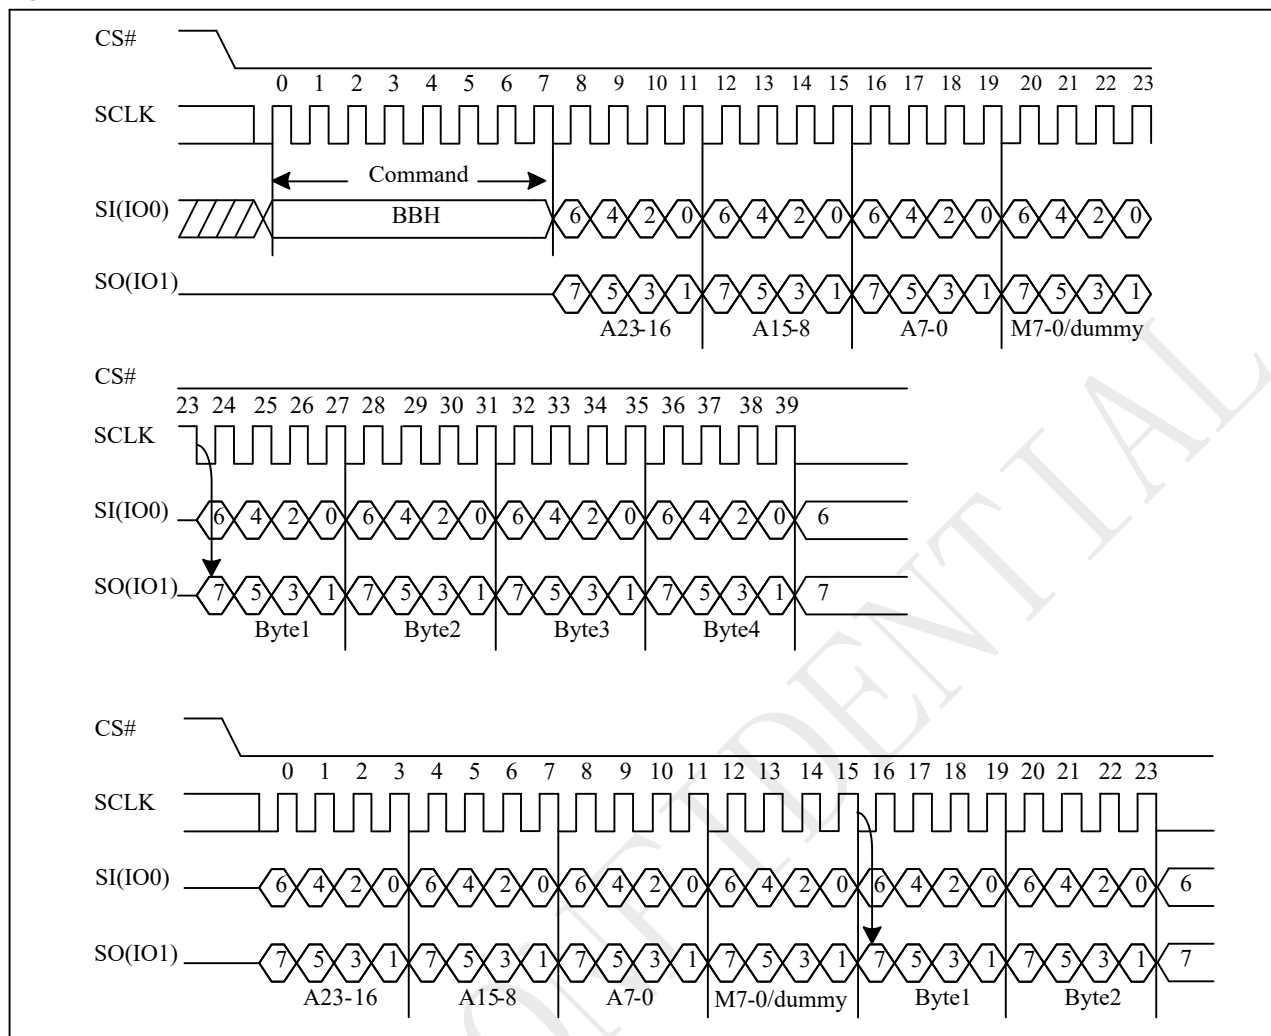 CS#
0 1 2 3 4 5 6 7 8 9 10 11 12 13 14 15 16 17 18 19 20 21 22 23
SCLK
Command
SI(IO0) BBH 6 4 2 0 6 4 2 0 6 4 2 0 6 4 2 0
SO(IO1) 7 5 3 1 7 5 3 1 7 5 3 1 7 5 3 1
A23-16 A15-8 A7-0 M7-0/dummy
CS#
23 24 25 26 27 28 29 30 31 32 33 34 35 36 37 38 39
SCLK
SI(IO0) 6 4 2 0 6 4 2 0 6 4 2 0 6 4 2 0 6
SO(IO1) 7 5 3 1 7 5 3 1 7 5 3 1 7 5 3 1 7
Byte1 Byte2 Byte3 Byte4
CS#
0 1 2 3 4 5 6 7 8 9 10 11 12 13 14 15 16 17 18 19 20 21 22 23
SCLK
SI(IO0) 6 4 2 0 6 4 2 0 6 4 2 0 6 4 2 0 6 4 2 0 6 4 2 0 6
SO(IO1) 7 5 3 1 7 5 3 1 7 5 3 1 7 5 3 1 7 5 3 1 7 5 3 1 7
A23-16 A15-8 A7-0 M7-0/dummy Byte1 Byte2
ONFIDENTIAL